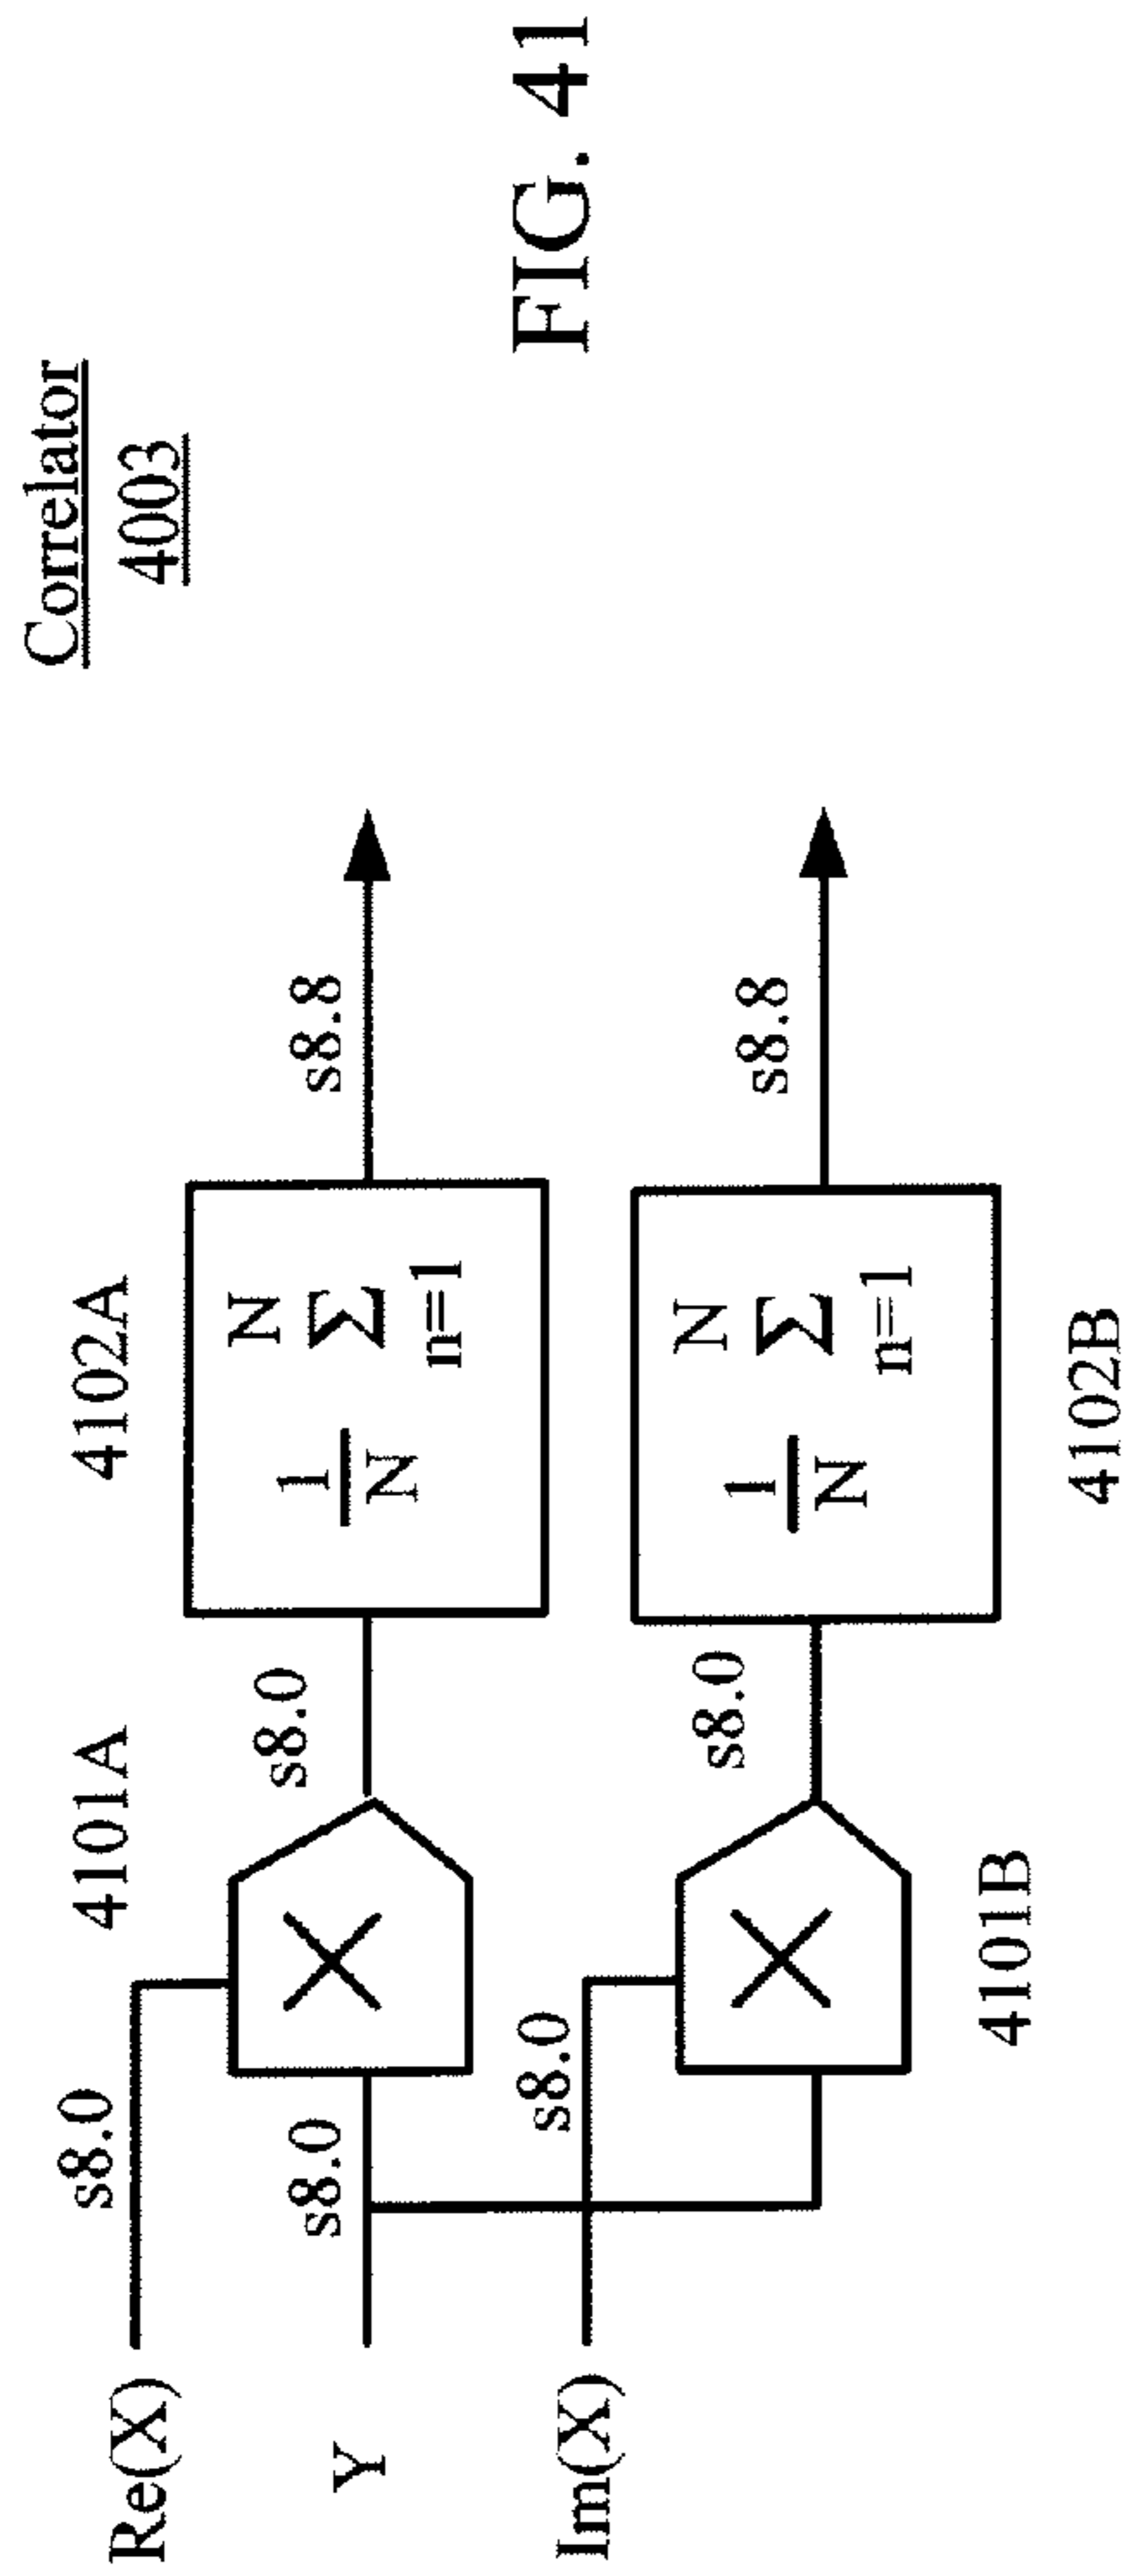 Correlator
4003
4101A
4102A
Re(X)
s8.0
s8.0
1
N
N
Σ
n=1
s8.8
Y
s8.0
Im(X)
s8.0
s8.0
1
N
N
Σ
n=1
s8.8
4101B
4102B
FIG. 41